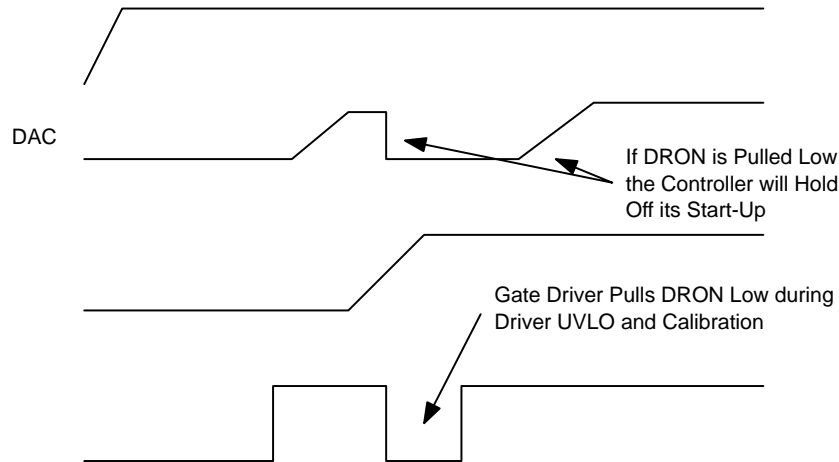 DAC
If DRON is Pulled Low
the Controller will Hold
Off its Start-Up
Gate Driver Pulls DRON Low during
Driver UVLO and Calibration